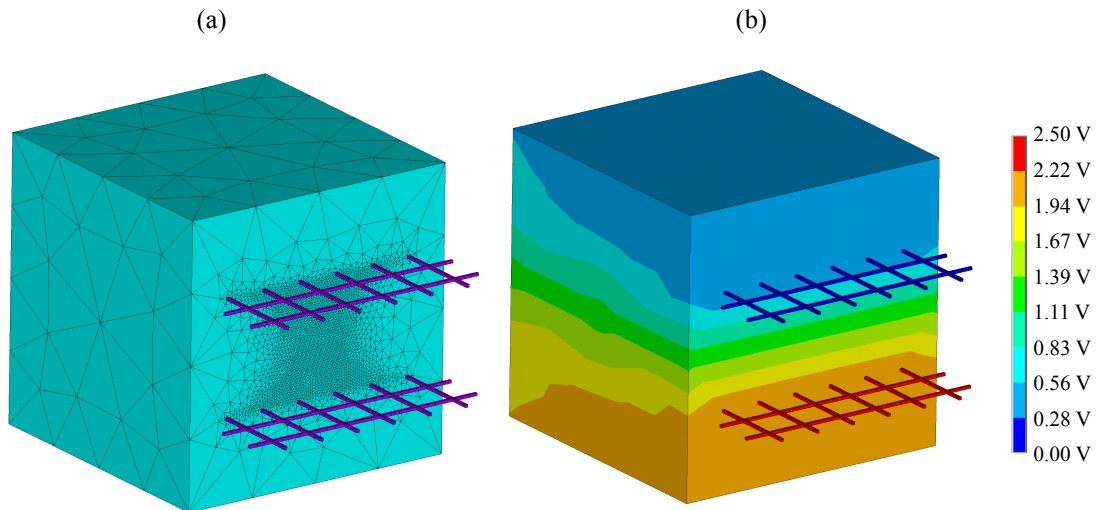 (a)
(b)
2.50 V
2.22 V
1.94 V
1.67 V
1.39 V
1.11 V
0.83 V
0.56 V
0.28 V
0.00 V